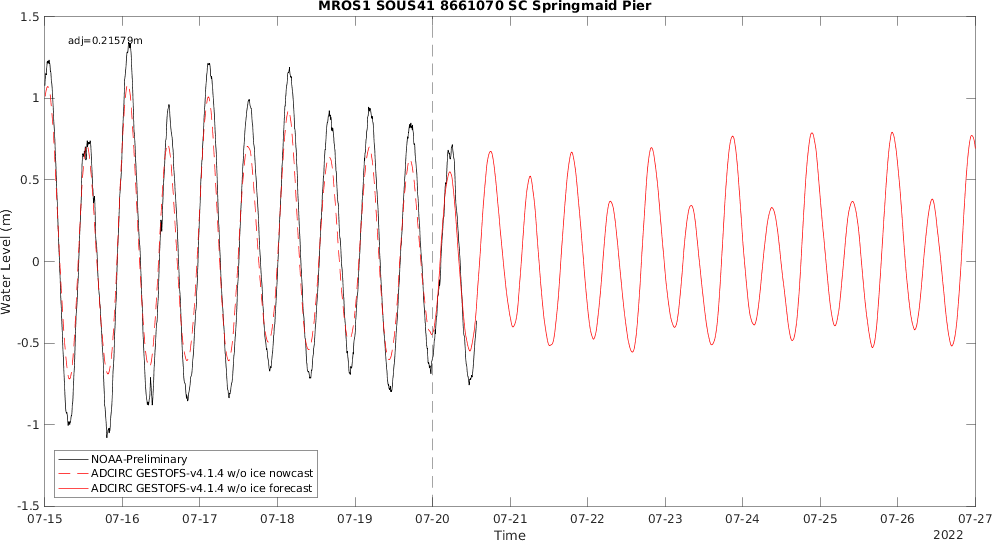 MROS1 SOUS41 8661070 SC Springmaid Pier
adj=0.21579m
1.5
1
0.5
0
-0.5
-1
-1.5
Water Level (m)
NOAA-Preliminary
ADCIRC GESTOFS-v4.1.4 w/o ice nowcast
ADCIRC GESTOFS-v4.1.4 w/o ice forecast
07-15 07-16 07-17 07-18 07-19 07-20 07-21 07-22 07-23 07-24 07-25 07-26 07-27
Time
2022